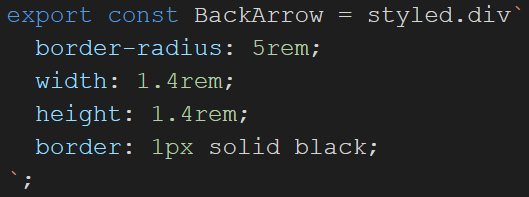 export const BackArrow = styled.div`
  border-radius: 5rem;
  width: 1.4rem;
  height: 1.4rem;
  border: 1px solid black;
`;